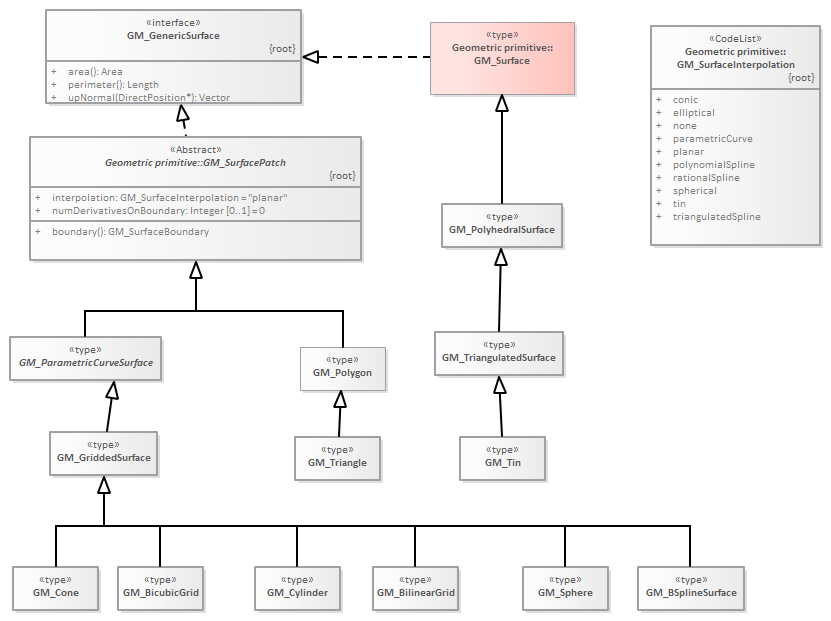 «interface»
GM_GenericSurface
{root}
+ area(): Area
+ perimeter(): Length
+ upNormal(DirectPosition*): Vector
«type»
Geometric primitive::
GM_Surface
«CodeList»
Geometric primitive::
GM_SurfaceInterpolation
{root}
+ conic
+ elliptical
+ none
+ parametricCurve
+ planar
+ polynomialSpline
+ rationalSpline
+ spherical
+ tin
+ triangulatedSpline
«Abstract»
Geometric primitive::GM_SurfacePatch
{root}
+ interpolation: GM_SurfaceInterpolation = "planar"
+ numDerivativesOnBoundary: Integer [0..1] = 0
+ boundary(): GM_SurfaceBoundary
«type»
GM_PolyhedralSurface
«type»
GM_ParametricCurveSurface
«type»
GM_Polygon
«type»
GM_TriangulatedSurface
«type»
GM_GriddedSurface
«type»
GM_Triangle
«type»
GM_Tin
«type»
GM_Cone
«type»
GM_BicubicGrid
«type»
GM_Cylinder
«type»
GM_BilinearGrid
«type»
GM_Sphere
«type»
GM_BSplineSurface